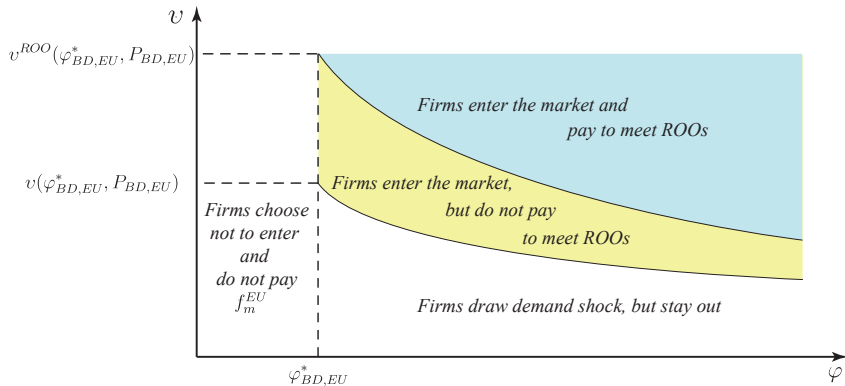 υ
υ^{ROO}(φ*_{BD,EU}, P_{BD,EU})
Firms enter the market and
pay to meet ROOs
υ(φ*_{BD,EU}, P_{BD,EU})
Firms enter the market,
but do not pay
to meet ROOs
Firms choose
not to enter
and
do not pay
f_m^{EU}
Firms draw demand shock, but stay out
φ*_{BD,EU}
φ